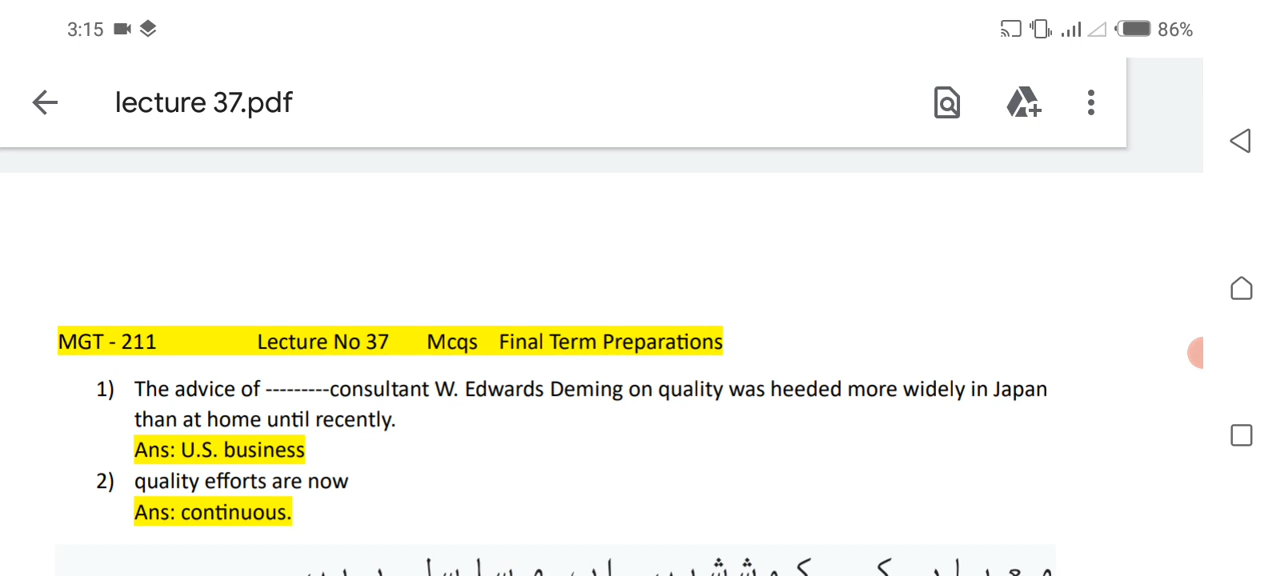 3:15
86%
lecture 37.pdf
MGT - 211 Lecture No 37 Mcqs Final Term Preparations
1) The advice of ---------consultant W. Edwards Deming on quality was heeded more widely in Japan
than at home until recently.
Ans: U.S. business
2) quality efforts are now
Ans: continuous.